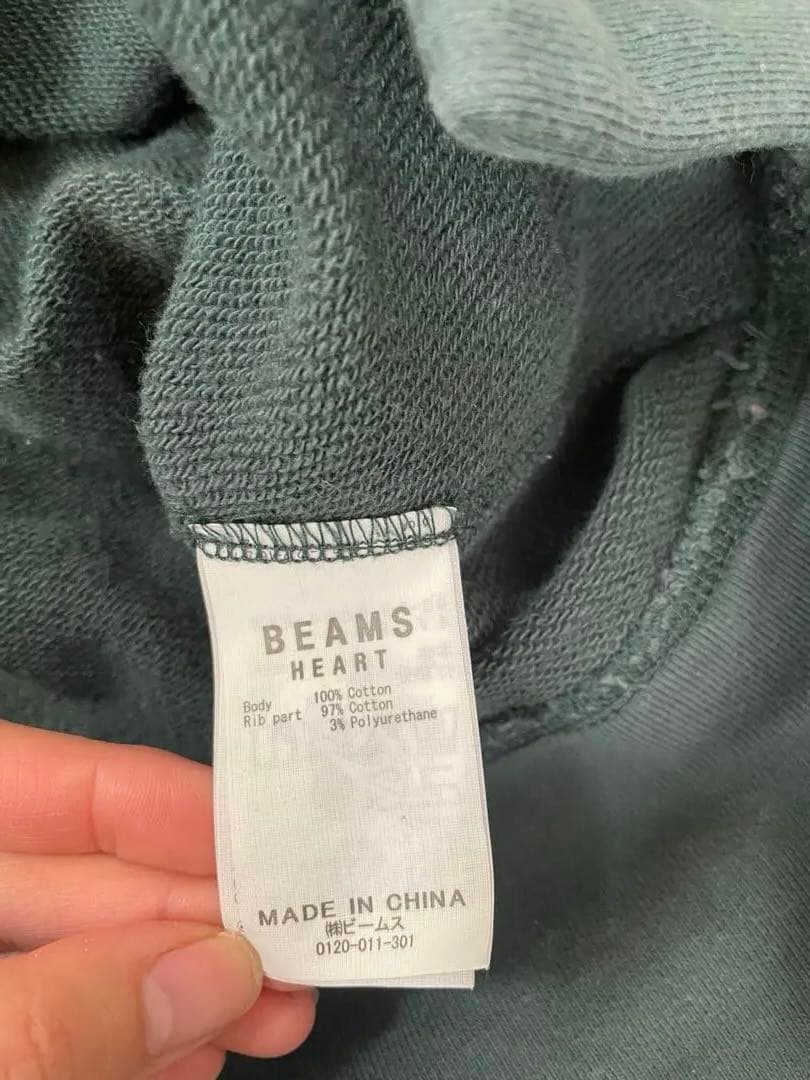 BEAMS
HEART
Body 100% Cotton
Rib part 97% Cotton
3% Polyurethane
MADE IN CHINA
㈱ビームス
0120-011-301